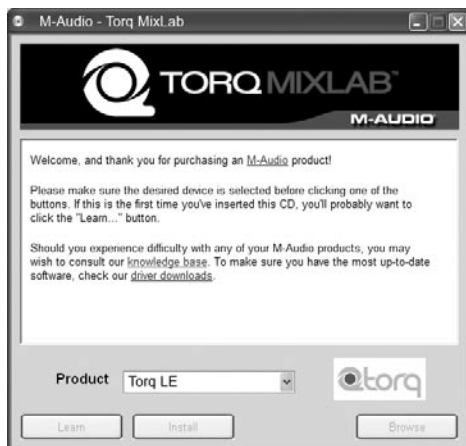 M-Audio - Torq MixLab
TORQ MIXLAB™
M-AUDIO
Welcome, and thank you for purchasing an M-Audio product!
Please make sure the desired device is selected before clicking one of the
buttons. If this is the first time you've inserted this CD, you'll probably want to
click the "Learn..." button.
Should you experience difficulty with any of your M-Audio products, you may
wish to consult our knowledge base. To make sure you have the most up-to-date
software, check our driver downloads.
Product Torq LE
torq
Learn Install Browse